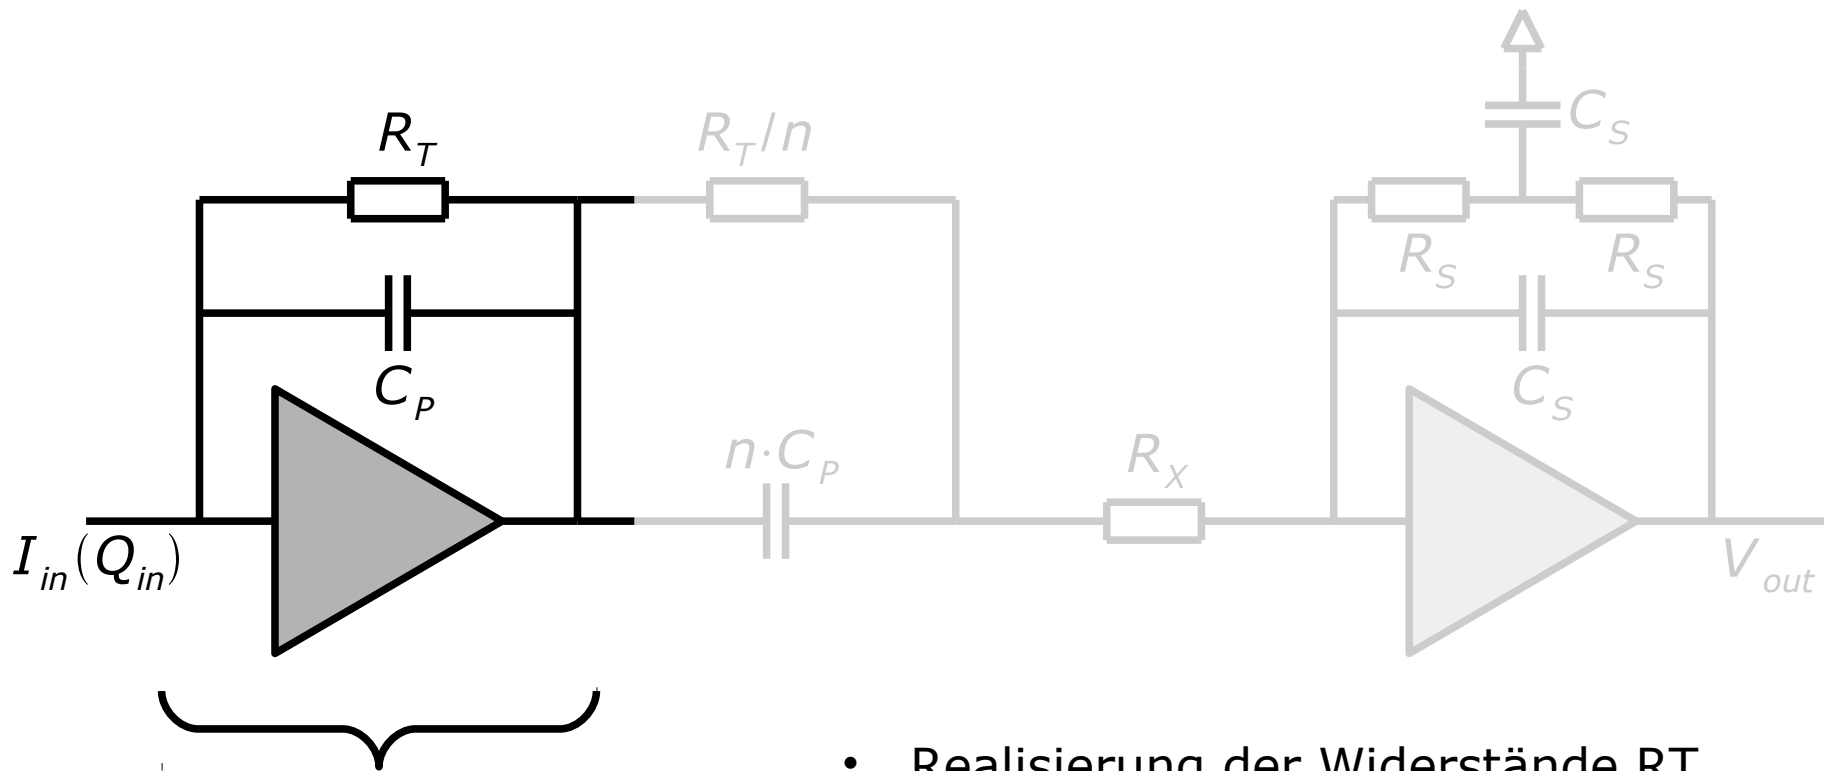 C_S
R_T
R_T/n
R_S
R_S
C_P
C_S
n·C_P
R_X
I_in(Q_in)
V_out
• Realisierung der Widerstände RT